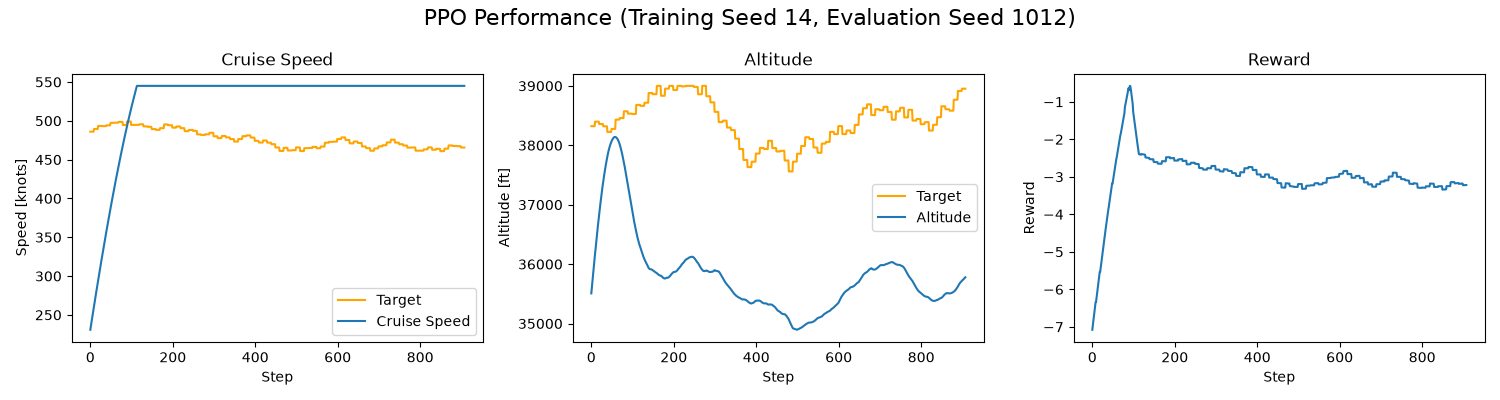 PPO Performance (Training Seed 14, Evaluation Seed 1012)
Cruise Speed
550
500
450
400
350
300
250
Speed [knots]
0 200 400 600 800
Step
Target
Cruise Speed
Altitude
39000
38000
37000
36000
35000
Altitude [ft]
0 200 400 600 800
Step
Target
Altitude
Reward
−1
−2
−3
−4
−5
−6
−7
Reward
0 200 400 600 800
Step